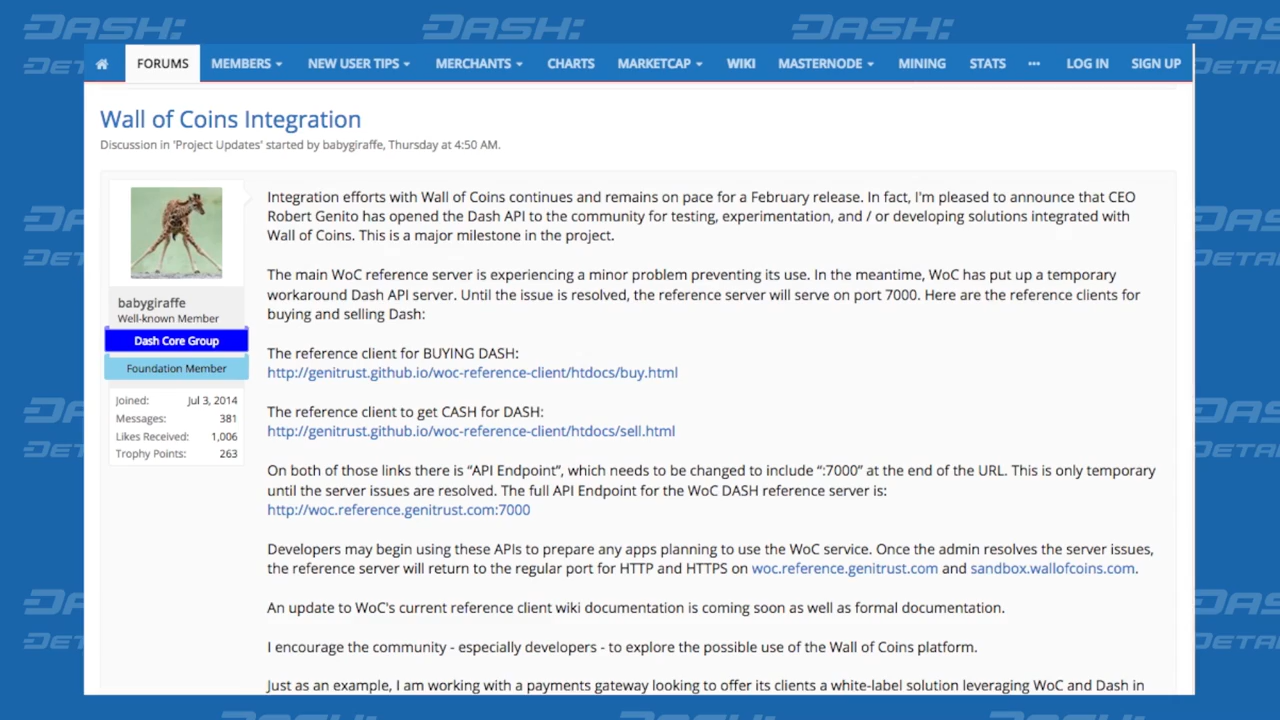 DASH: DASH: DASH: DASH
DETAI DETAI
FORUMS MEMBERS NEW USER TIPS MERCHANTS CHARTS MARKETCAP WIKI MASTERNODE MINING STATS ··· LOG IN SIGN UP
Wall of Coins Integration
Discussion in 'Project Updates' started by babygiraffe, Thursday at 4:50 AM.
Integration efforts with Wall of Coins continues and remains on pace for a February release. In fact, I'm pleased to announce that CEO
Robert Genito has opened the Dash API to the community for testing, experimentation, and / or developing solutions integrated with
Wall of Coins. This is a major milestone in the project.
The main WoC reference server is experiencing a minor problem preventing its use. In the meantime, WoC has put up a temporary
workaround Dash API server. Until the issue is resolved, the reference server will serve on port 7000. Here are the reference clients for
buying and selling Dash:
babygiraffe
Well-known Member
Dash Core Group
Foundation Member
Joined: Jul 3, 2014
Messages: 381
Likes Received: 1,006
Trophy Points: 263
The reference client for BUYING DASH:
http://genitrust.github.io/woc-reference-client/htdocs/buy.html
The reference client to get CASH for DASH:
http://genitrust.github.io/woc-reference-client/htdocs/sell.html
On both of those links there is “API Endpoint”, which needs to be changed to include “:7000” at the end of the URL. This is only temporary
until the server issues are resolved. The full API Endpoint for the WoC DASH reference server is:
http://woc.reference.genitrust.com:7000
Developers may begin using these APIs to prepare any apps planning to use the WoC service. Once the admin resolves the server issues,
the reference server will return to the regular port for HTTP and HTTPS on woc.reference.genitrust.com and sandbox.wallofcoins.com.
An update to WoC's current reference client wiki documentation is coming soon as well as formal documentation.
I encourage the community - especially developers - to explore the possible use of the Wall of Coins platform.
Just as an example, I am working with a payments gateway looking to offer its clients a white-label solution leveraging WoC and Dash in